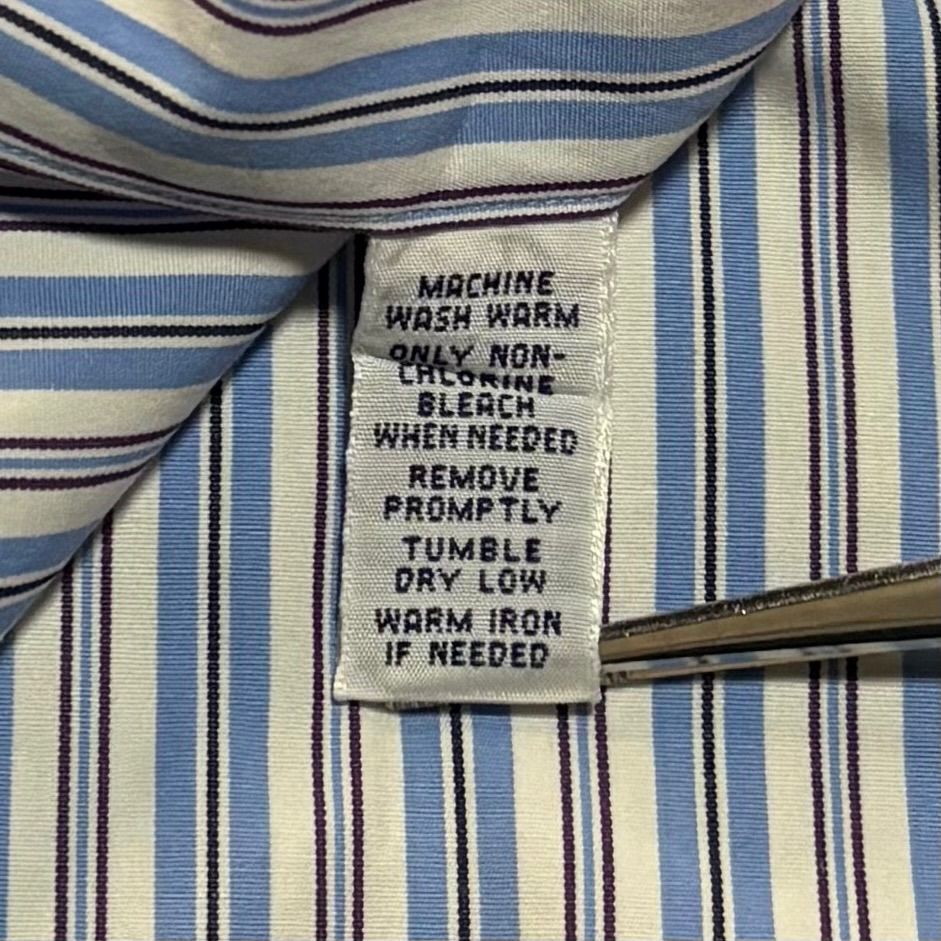 MACHINE
WASH WARM
ONLY NON-
CHLORINE
BLEACH
WHEN NEEDED
REMOVE
PROMPTLY
TUMBLE
DRY LOW
WARM IRON
IF NEEDED